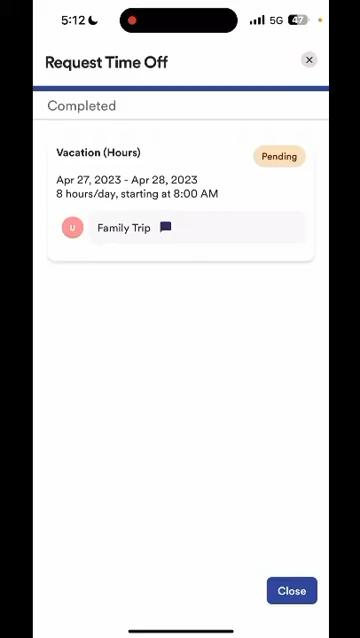 5:12
5G
47
Request Time Off
Completed
Vacation (Hours)
Pending
Apr 27, 2023 - Apr 28, 2023
8 hours/day, starting at 8:00 AM
U
Family Trip
Close